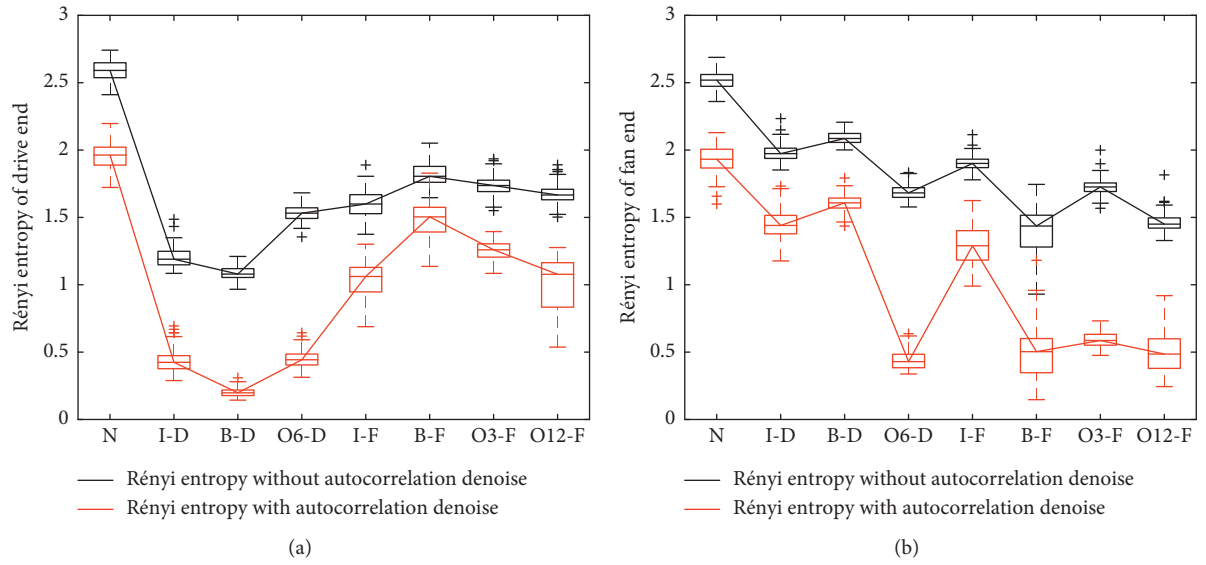 3
2.5
2
1.5
1
0.5
0
Rényi entropy of drive end
N I-D B-D O6-D I-F B-F O3-F O12-F
Rényi entropy without autocorrelation denoise
Rényi entropy with autocorrelation denoise
(a)
3
2.5
2
1.5
1
0.5
0
Rényi entropy of fan end
N I-D B-D O6-D I-F B-F O3-F O12-F
Rényi entropy without autocorrelation denoise
Rényi entropy with autocorrelation denoise
(b)